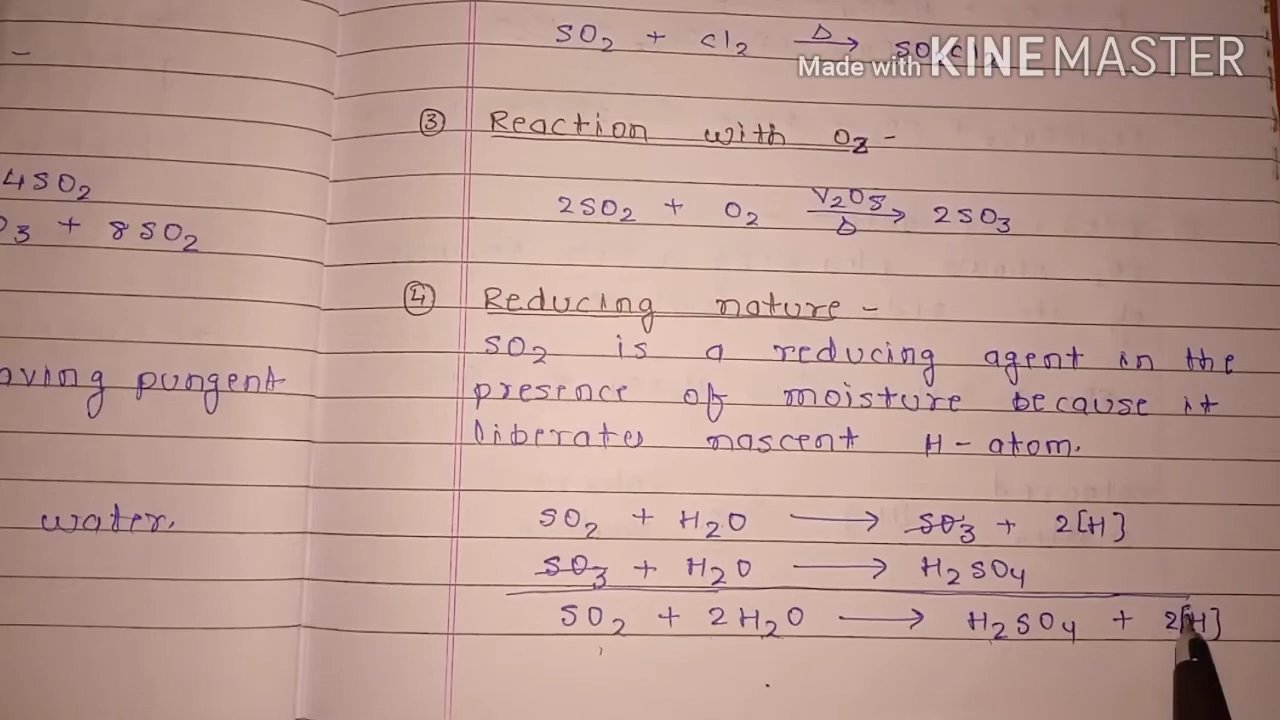 4SO₂
O₃ + 8SO₂
aving pungent
water.
SO₂ + Cl₂ —Δ→ SO₂Cl₂
Made with KINEMASTER
③ Reaction with O₂ -
2SO₂ + O₂ —V₂O5/Δ→ 2SO₃
④ Reducing nature -
SO₂ is a reducing agent in the
presence of moisture because it
liberates nascent H - atom.
SO₂ + H₂O ⟶ SO₃ + 2[H]
SO₃ + H₂O ⟶ H₂SO₄
SO₂ + 2H₂O ⟶ H₂SO₄ + 2[H]